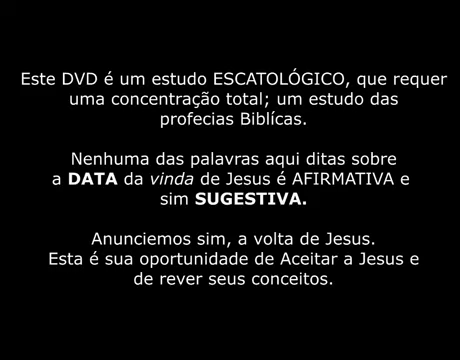 Este DVD é um estudo ESCATOLÓGICO, que requer
uma concentração total; um estudo das
profecias Biblícas.
Nenhuma das palavras aqui ditas sobre
a DATA da vinda de Jesus é AFIRMATIVA e
sim SUGESTIVA.
Anunciemos sim, a volta de Jesus.
Esta é sua oportunidade de Aceitar a Jesus e
de rever seus conceitos.